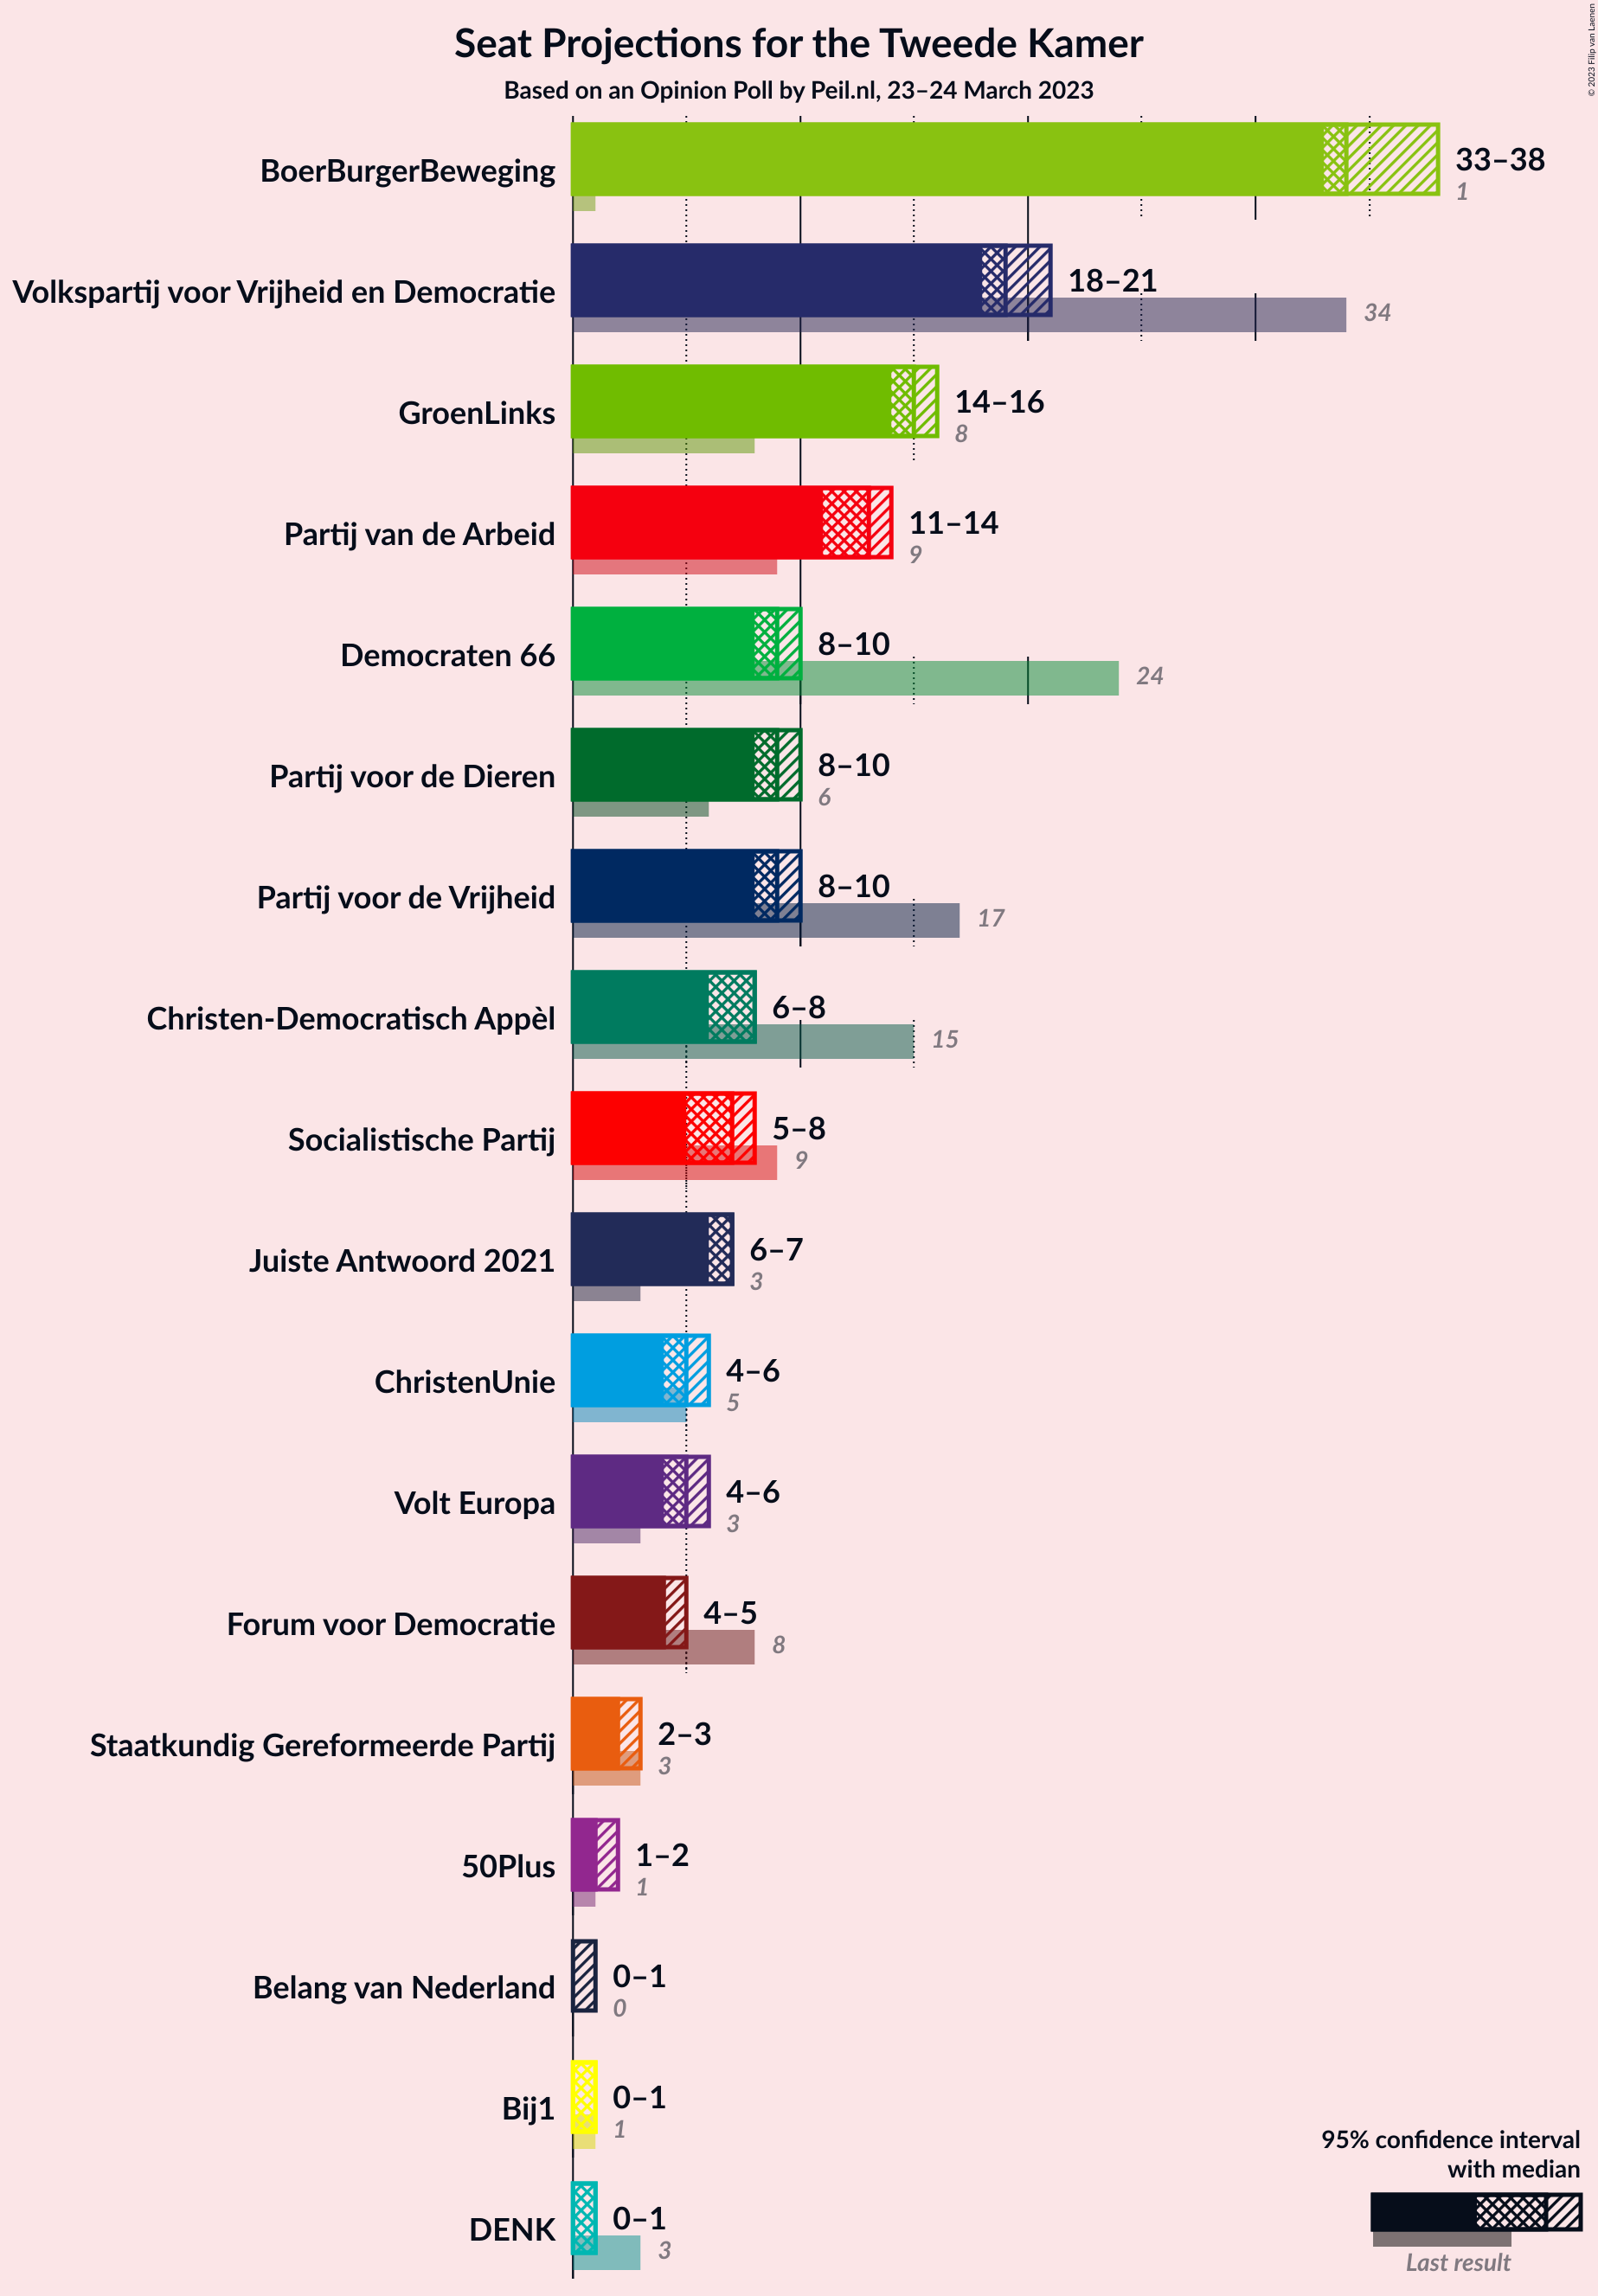 Seat Projections for the Tweede Kamer
Based on an Opinion Poll by Peil.nl, 23–24 March 2023
© 2023 Filip van Laenen
BoerBurgerBeweging
33–38
1
Volkspartij voor Vrijheid en Democratie
18–21
34
GroenLinks
14–16
8
Partij van de Arbeid
11–14
9
Democraten 66
8–10
24
Partij voor de Dieren
8–10
6
Partij voor de Vrijheid
8–10
17
Christen-Democratisch Appèl
6–8
15
Socialistische Partij
5–8
9
Juiste Antwoord 2021
6–7
3
ChristenUnie
4–6
5
Volt Europa
4–6
3
Forum voor Democratie
4–5
8
Staatkundig Gereformeerde Partij
2–3
3
50Plus
1–2
1
Belang van Nederland
0–1
0
Bij1
0–1
1
DENK
0–1
3
95% confidence interval
with median
Last result